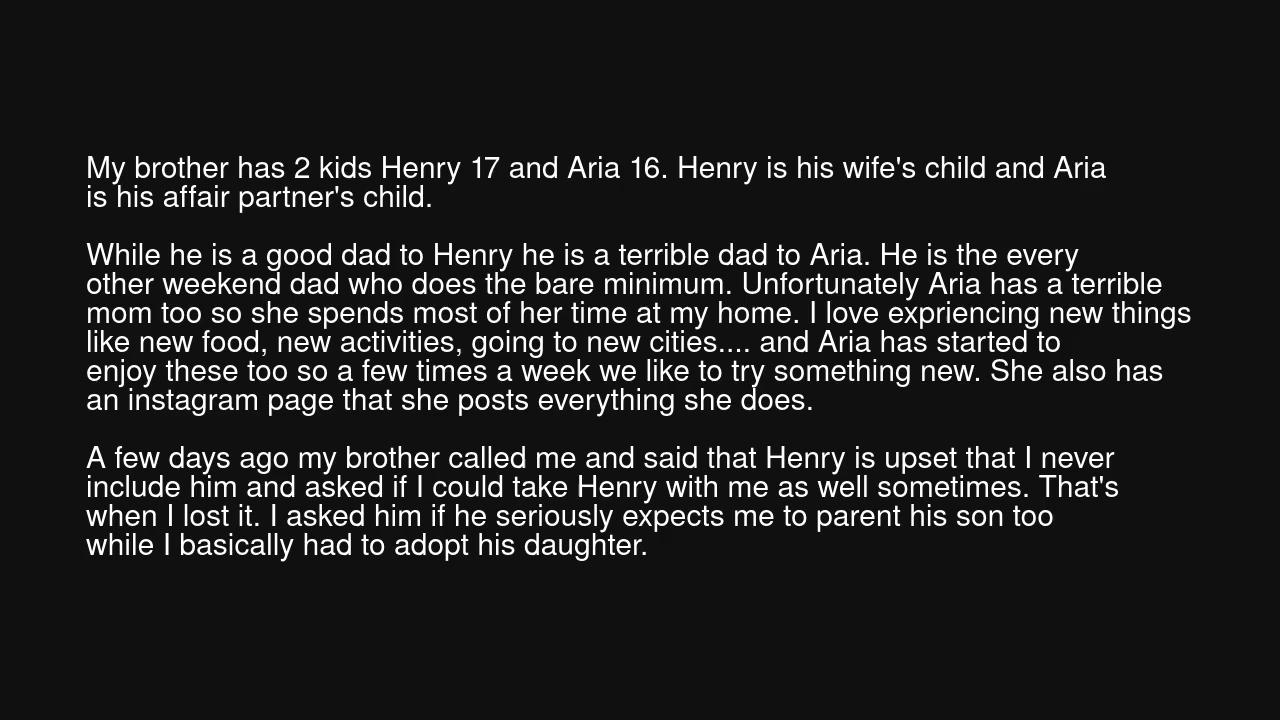 My brother has 2 kids Henry 17 and Aria 16. Henry is his wife's child and Aria
is his affair partner's child.
While he is a good dad to Henry he is a terrible dad to Aria. He is the every
other weekend dad who does the bare minimum. Unfortunately Aria has a terrible
mom too so she spends most of her time at my home. I love expriencing new things
like new food, new activities, going to new cities.... and Aria has started to
enjoy these too so a few times a week we like to try something new. She also has
an instagram page that she posts everything she does.
A few days ago my brother called me and said that Henry is upset that I never
include him and asked if I could take Henry with me as well sometimes. That's
when I lost it. I asked him if he seriously expects me to parent his son too
while I basically had to adopt his daughter.